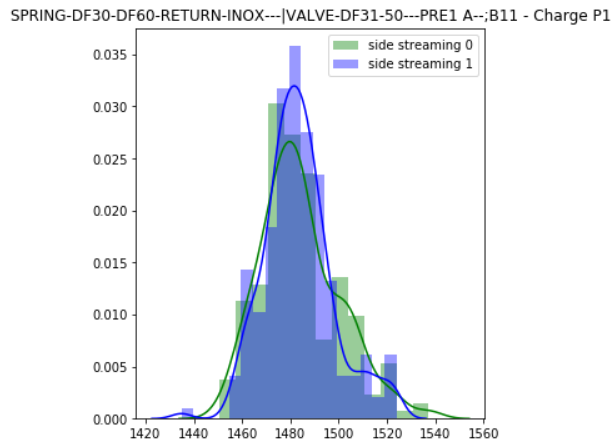 SPRING-DF30-DF60-RETURN-INOX---|VALVE-DF31-50---PRE1 A--;B11 - Charge P1
side streaming 0
side streaming 1
0.035
0.030
0.025
0.020
0.015
0.010
0.005
0.000
1420 1440 1460 1480 1500 1520 1540 1560